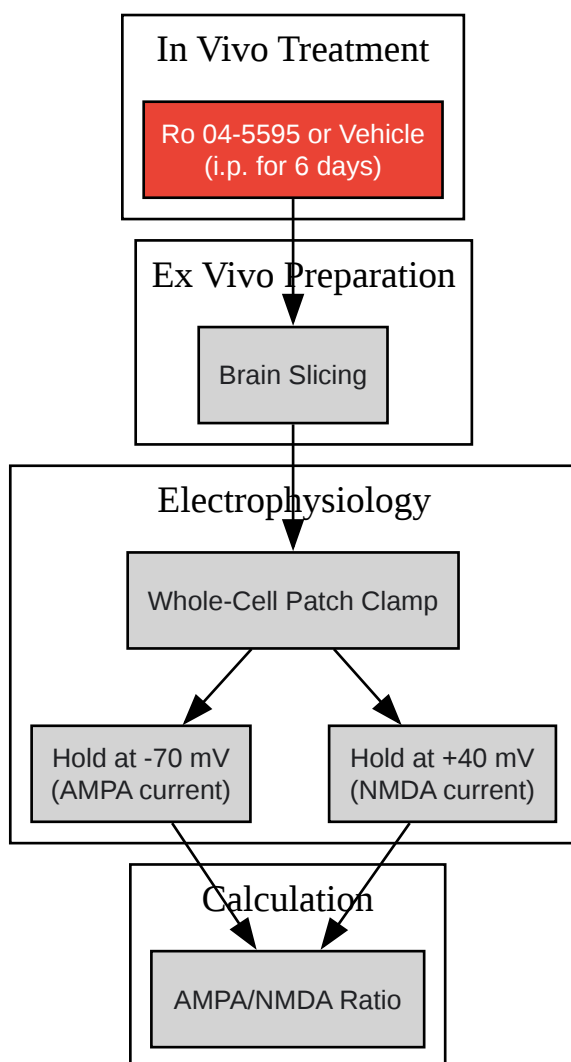 In Vivo Treatment
Ro 04-5595 or Vehicle
(i.p. for 6 days)
Ex Vivo Preparation
Brain Slicing
Electrophysiology
Whole-Cell Patch Clamp
Hold at -70 mV
(AMPA current)
Hold at +40 mV
(NMDA current)
Calculation
AMPA/NMDA Ratio